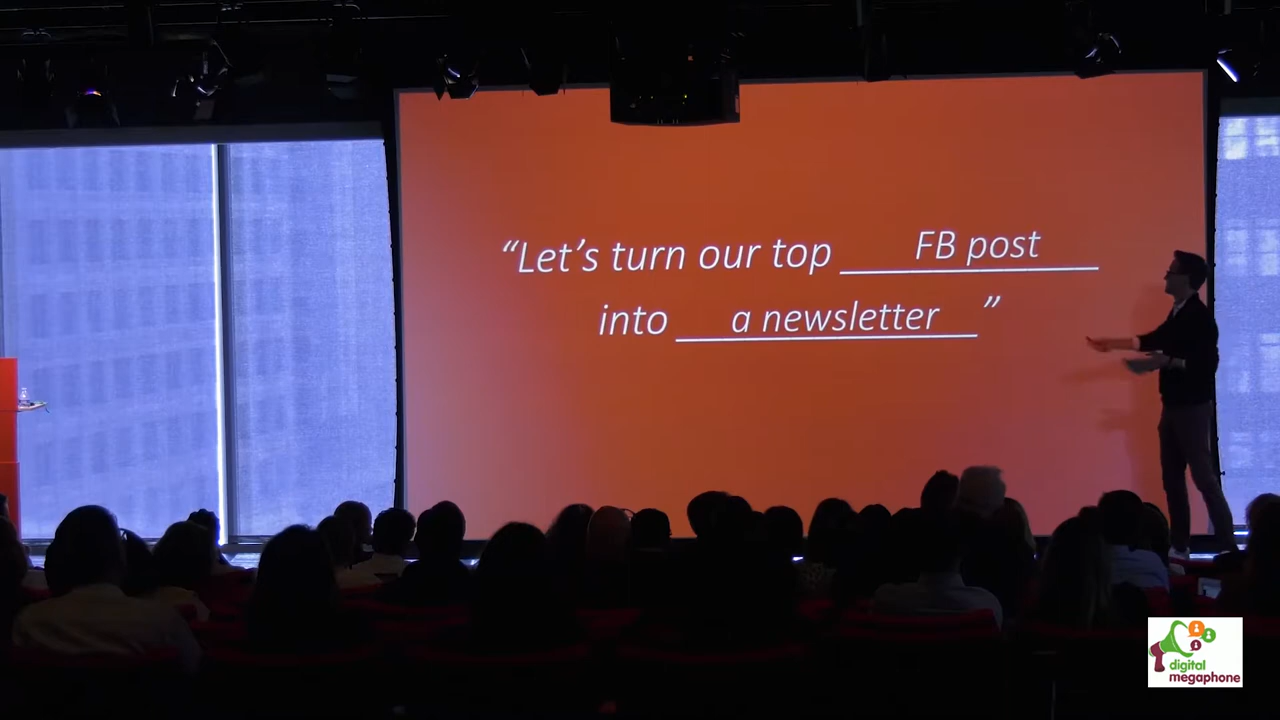 “Let’s turn our top FB post
into a newsletter”
digital
megaphone